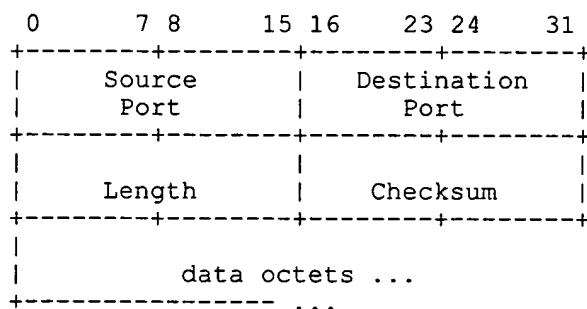 0 7 8 15 16 23 24 31
+--------+--------+--------+--------+
| Source | Destination |
| Port | Port |
+--------+--------+--------+--------+
| | |
| Length | Checksum |
+--------+--------+--------+--------+
|
| data octets ...
+---------------- ...